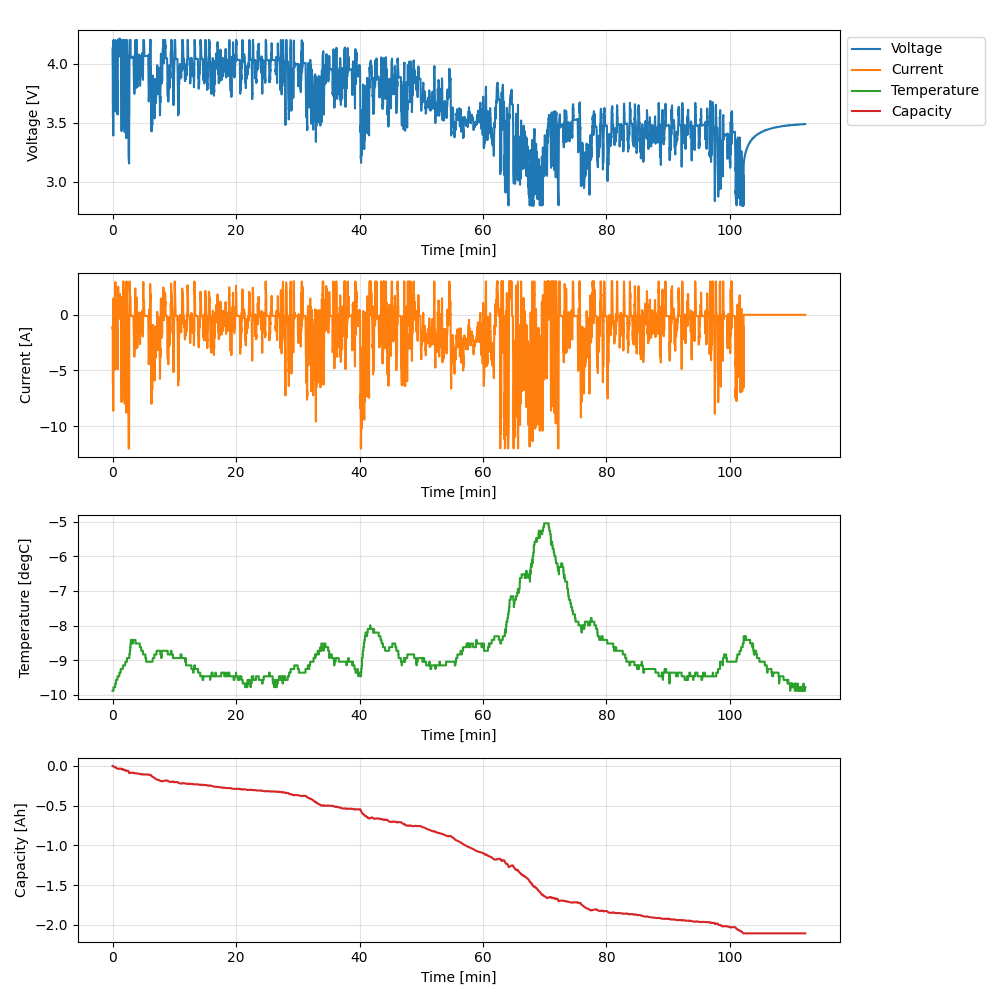 4.0
3.5
3.0
Voltage [V]
0 20 40 60 80 100
Time [min]
Voltage
Current
Temperature
Capacity
0
−5
−10
Current [A]
0 20 40 60 80 100
Time [min]
−5
−6
−7
−8
−9
−10
Temperature [degC]
0 20 40 60 80 100
Time [min]
0.0
−0.5
−1.0
−1.5
−2.0
Capacity [Ah]
0 20 40 60 80 100
Time [min]